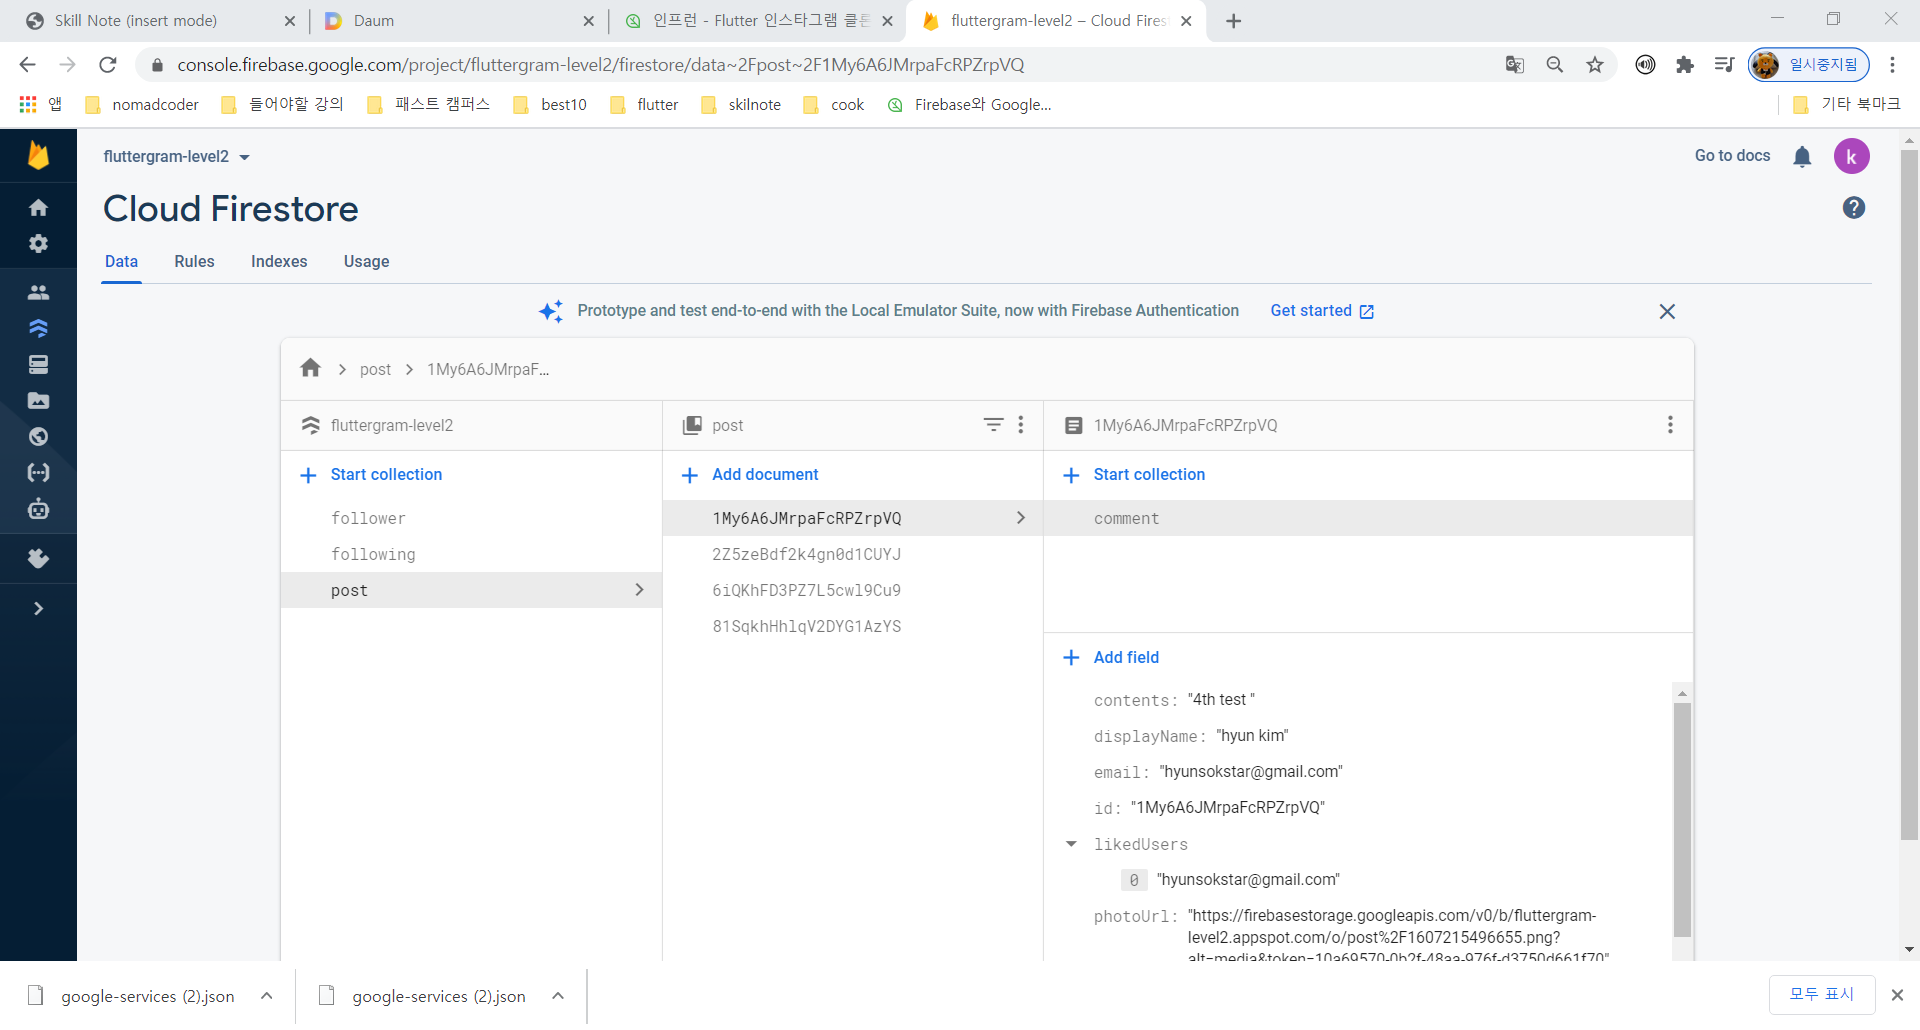 Skill Note (insert mode)
Daum
인프런 - Flutter 인스타그램 클론
fluttergram-level2 – Cloud Fires
console.firebase.google.com/project/fluttergram-level2/firestore/data~2Fpost~2F1My6A6JMrpaFcRPZrpVQ
일시중지됨
앱
nomadcoder
들어야할 강의
패스트 캠퍼스
best10
flutter
skilnote
cook
Firebase와 Google...
기타 북마크
fluttergram-level2
Go to docs
k
Cloud Firestore
Data
Rules
Indexes
Usage
Prototype and test end-to-end with the Local Emulator Suite, now with Firebase Authentication
Get started
post
1My6A6JMrpaF...
fluttergram-level2
post
1My6A6JMrpaFcRPZrpVQ
Start collection
Add document
Start collection
follower
following
post
1My6A6JMrpaFcRPZrpVQ
2Z5zeBdf2k4gn0d1CUYJ
6iQKhFD3PZ7L5cwl9Cu9
81SqkhHhlqV2DYG1AzYS
comment
Add field
contents: "4th test "
displayName: "hyun kim"
email: "hyunsokstar@gmail.com"
id: "1My6A6JMrpaFcRPZrpVQ"
likedUsers
0 "hyunsokstar@gmail.com"
photoUrl: "https://firebasestorage.googleapis.com/v0/b/fluttergram-
level2.appspot.com/o/post%2F1607215496655.png?
alt=media&token=10a69570-0b2f-48aa-976f-d3750d661f70"
google-services (2).json
google-services (2).json
모두 표시